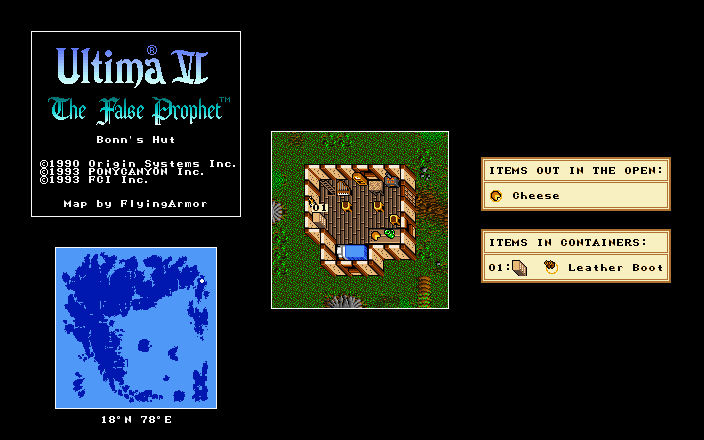 Ultima® VI
The False Prophet™
Bonn's Hut
©1990 Origin Systems Inc.
©1993 PONYCANYON Inc.
©1993 FCI Inc.
Map by FlyingArmor
18°N 78°E
01
ITEMS OUT IN THE OPEN:
Cheese
ITEMS IN CONTAINERS:
01: Leather Boot